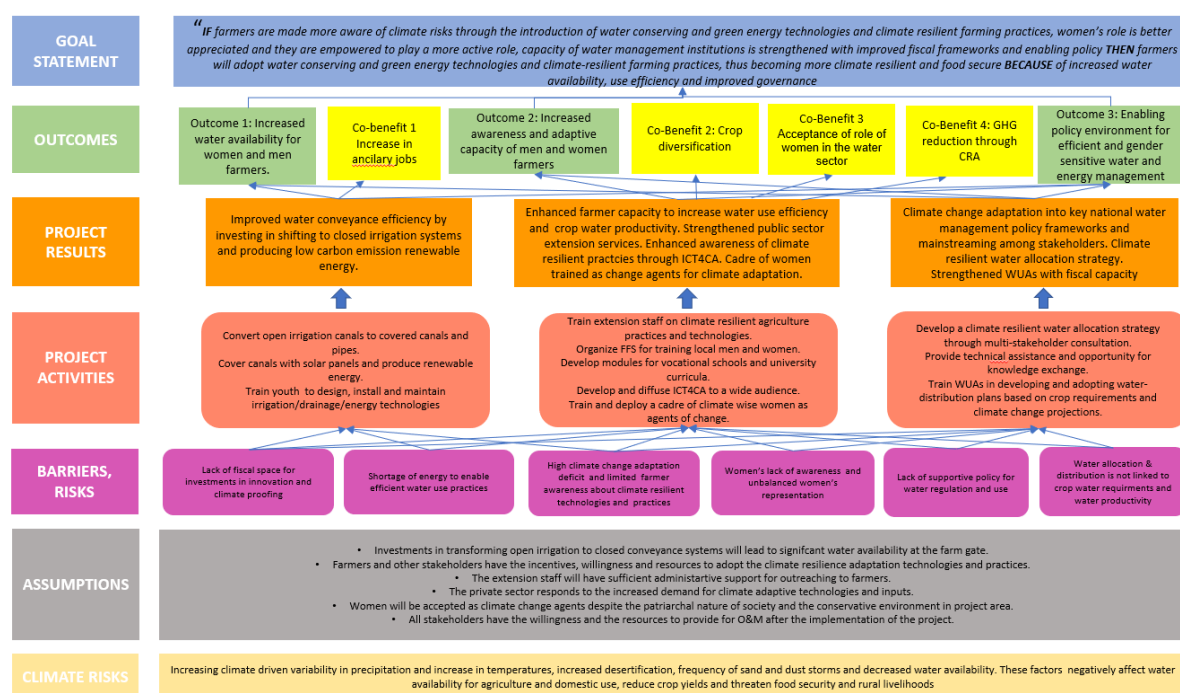 GOAL
STATEMENT
“IF farmers are made more aware of climate risks through the introduction of water conserving and green energy technologies and climate resilient farming practices, women’s role is better
appreciated and they are empowered to play a more active role, capacity of water management institutions is strengthened with improved fiscal frameworks and enabling policy THEN farmers
will adopt water conserving and green energy technologies and climate-resilient farming practices, thus becoming more climate resilient and food secure BECAUSE of increased water
availability, use efficiency and improved governance
OUTCOMES
Outcome 1: Increased
water availability for
women and men
farmers.
Co-benefit 1
Increase in
ancilary jobs
Outcome 2: Increased
awareness and adaptive
capacity of men and women
farmers
Co-Benefit 2: Crop
diversification
Co-Benefit 3
Acceptance of role of
women in the water
sector
Co-Benefit 4: GHG
reduction through
CRA
Outcome 3: Enabling
policy environment for
efficient and gender
sensitive water and
energy management
PROJECT
RESULTS
Improved water conveyance efficiency by
investing in shifting to closed irrigation systems
and producing low carbon emission renewable
energy.
Enhanced farmer capacity to increase water use efficiency
and crop water productivity. Strengthened public sector
extension services. Enhanced awareness of climate
resilient practcies through ICT4CA. Cadre of women
trained as change agents for climate adaptation.
Climate change adaptation into key national water
management policy frameworks and
mainstreaming among stakeholders. Climate
resilient water allocation strategy.
Strengthened WUAs with fiscal capacity
PROJECT
ACTIVITIES
Convert open irrigation canals to covered canals and
pipes.
Cover canals with solar panels and produce renewable
energy.
Train youth to design, install and maintain
irrigation/drainage/energy technologies
Train extension staff on climate resilient agriculture
practices and technologies.
Organize FFS for training local men and women.
Develop modules for vocational schools and university
curricula.
Develop and diffuse ICT4CA to a wide audience.
Train and deploy a cadre of climate wise women as
agents of change.
Develop a climate resilient water allocation strategy
through multi-stakeholder consultation.
Provide technical assistance and opportunity for
knowledge exchange.
Train WUAs in developing and adopting water-
distribution plans based on crop requirements and
climate change projections.
BARRIERS,
RISKS
Lack of fiscal space for
investments in innovation and
climate proofing
Shortage of energy to enable
efficient water use practices
High climate change adaptation
deficit and limited farmer
awareness about climate resilient
technologies and practices
Women’s lack of awareness and
unbalanced women’s
representation
Lack of supportive policy for
water regulation and use
Water allocation &
distribution is not linked to
crop water requirments and
water productivity
ASSUMPTIONS
• Investments in transforming open irrigation to closed conveyance systems will lead to signifcant water availability at the farm gate.
• Farmers and other stakeholders have the incentives, willingness and resources to adopt the climate resilience adaptation technologies and practices.
• The extension staff will have sufficient administartive support for outreaching to farmers.
• The private sector responds to the increased demand for climate adaptive technologies and inputs.
• Women will be accepted as climate change agents despite the patriarchal nature of society and the conservative environment in project area.
• All stakeholders have the willingness and the resources to provide for O&M after the implementation of the project.
CLIMATE RISKS
Increasing climate driven variability in precipitation and increase in temperatures, increased desertification, frequency of sand and dust storms and decreased water availability. These factors negatively affect water
availability for agriculture and domestic use, reduce crop yields and threaten food security and rural livelihoods